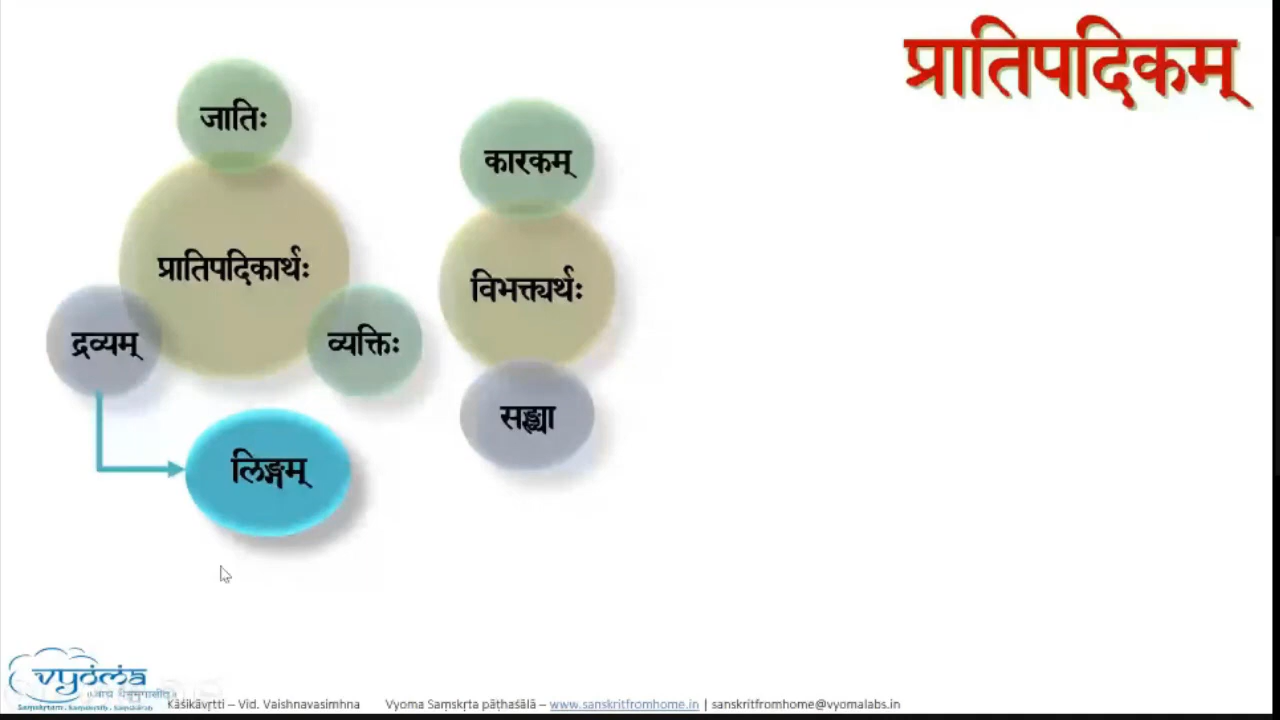 प्रातिपदिकम्
जातिः
प्रातिपदिकार्थः
द्रव्यम्
व्यक्तिः
लिङ्गम्
कारकम्
विभक्त्यर्थः
सङ्ख्या
vyoma
Kāśikāvṛtti – Vid. Vaishnavasimhna Vyoma Saṃskṛta pāṭhaśālā – www.sanskritfromhome.in | sanskritfromhome@vyomalabs.in